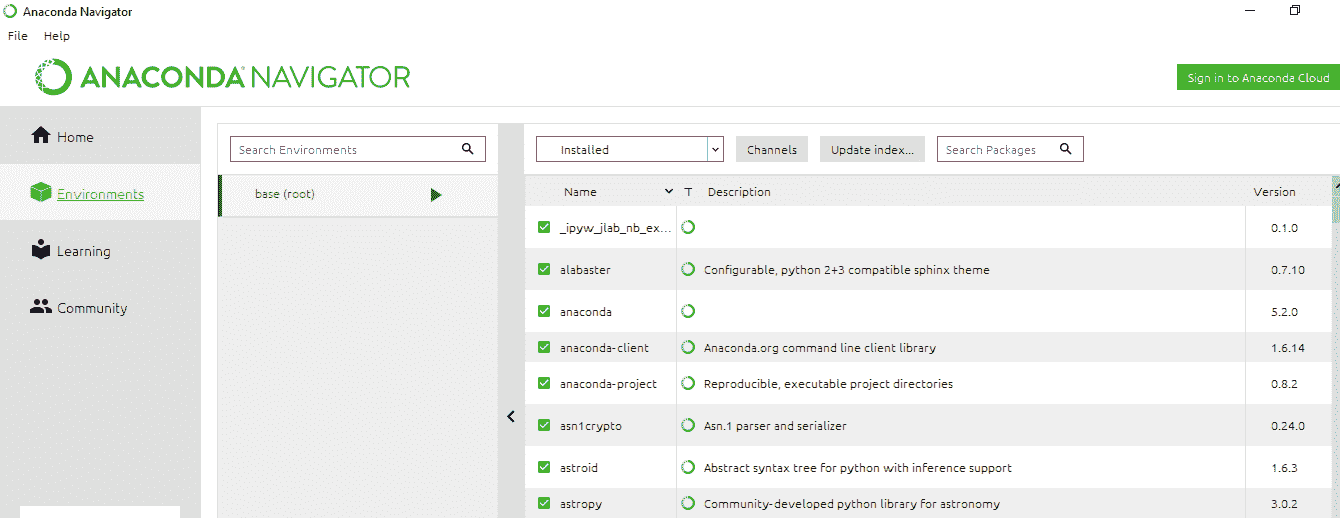 Anaconda Navigator
File Help
ANACONDA NAVIGATOR
Sign in to Anaconda Cloud
Home
Environments
Learning
Community
Search Environments
base (root)
Installed Channels Update index... Search Packages
Name T Description Version
_ipyw_jlab_nb_ex... 0.1.0
alabaster Configurable, python 2+3 compatible sphinx theme 0.7.10
anaconda 5.2.0
anaconda-client Anaconda.org command line client library 1.6.14
anaconda-project Reproducible, executable project directories 0.8.2
asn1crypto Asn.1 parser and serializer 0.24.0
astroid Abstract syntax tree for python with inference support 1.6.3
astropy Community-developed python library for astronomy 3.0.2